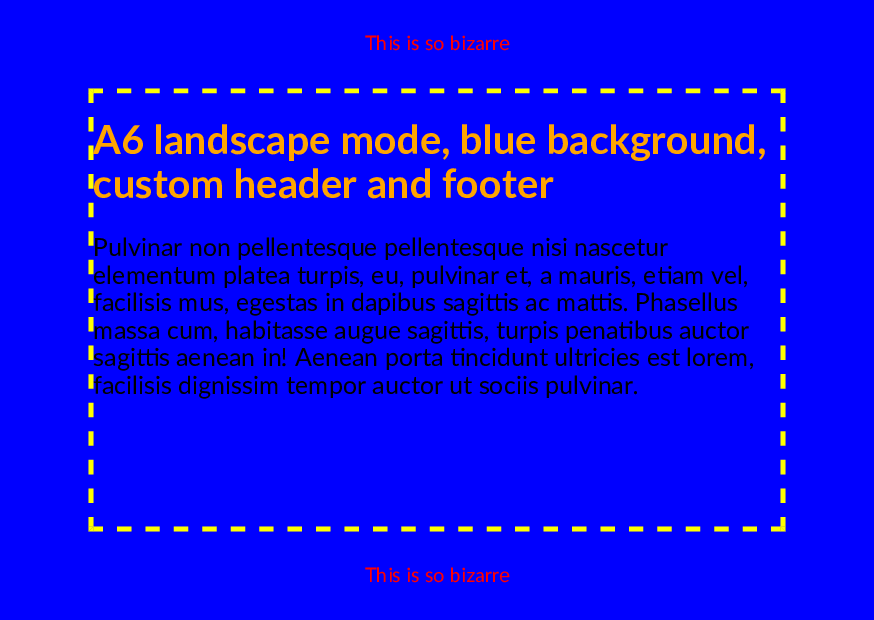 This is so bizarre
A6 landscape mode, blue background,
custom header and footer
Pulvinar non pellentesque pellentesque nisi nascetur
elementum platea turpis, eu, pulvinar et, a mauris, etiam vel,
facilisis mus, egestas in dapibus sagittis ac mattis. Phasellus
massa cum, habitasse augue sagittis, turpis penatibus auctor
sagittis aenean in! Aenean porta tincidunt ultricies est lorem,
facilisis dignissim tempor auctor ut sociis pulvinar.
This is so bizarre